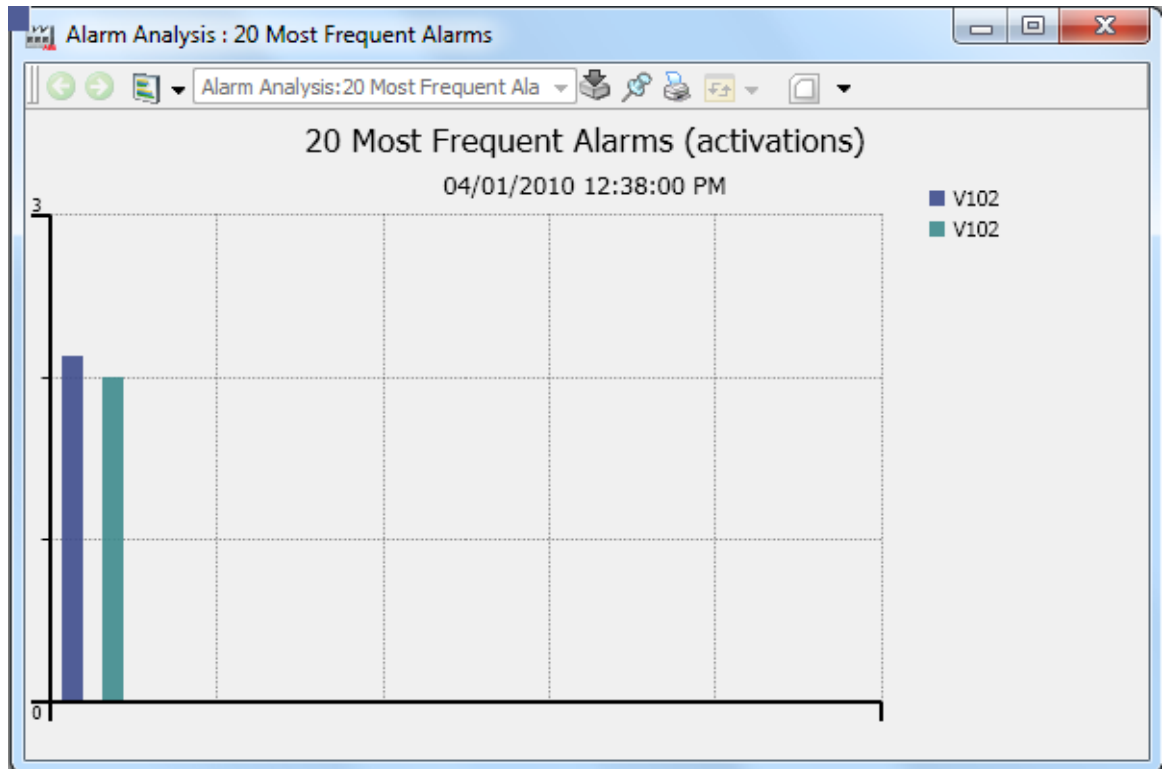 Alarm Analysis : 20 Most Frequent Alarms
Alarm Analysis:20 Most Frequent Ala
20 Most Frequent Alarms (activations)
04/01/2010 12:38:00 PM
3
V102
V102
0